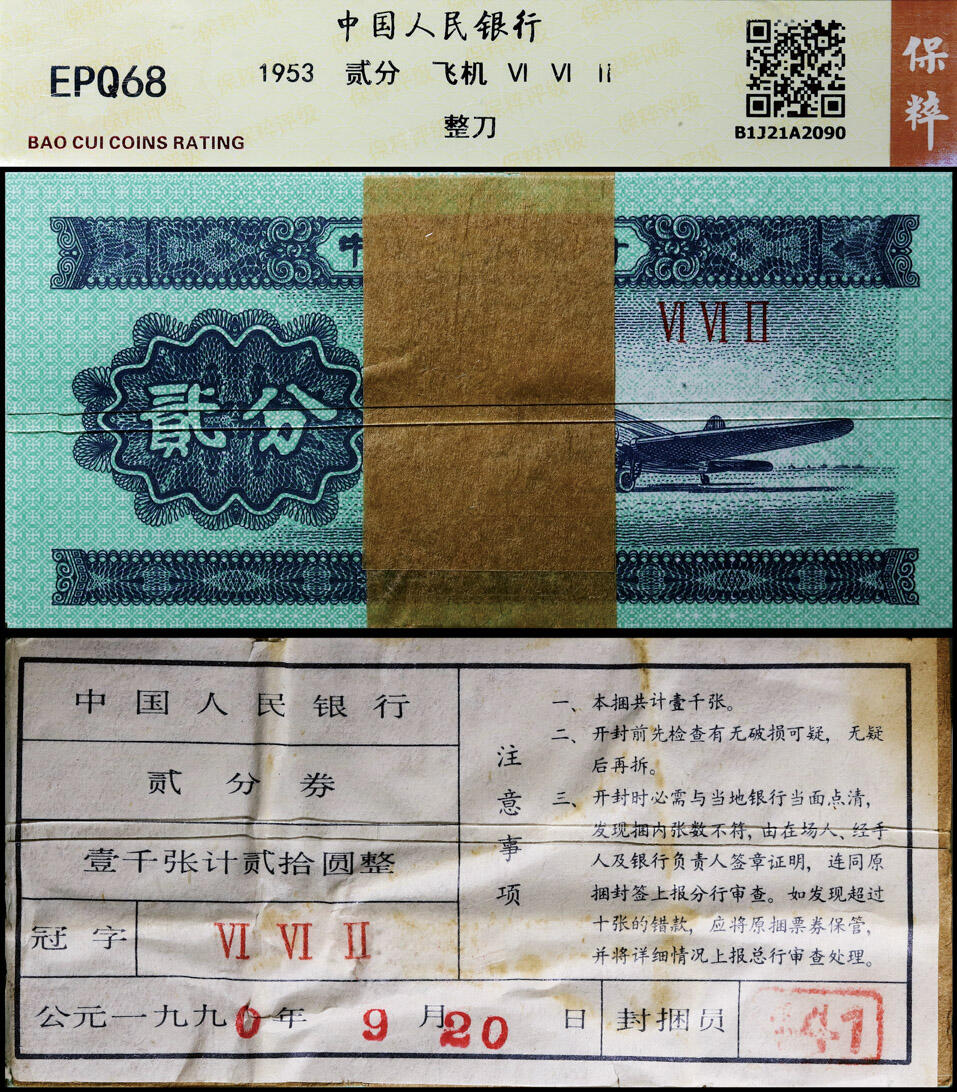 中国人民银行
EPQ68
1953 贰分 飞机 Ⅵ Ⅵ Ⅱ
整刀
BAO CUI COINS RATING
B1J21A2090
保粹
中
ⅥⅥⅡ
貳分
中国人民银行
贰分券
壹千张计贰拾圆整
冠字 Ⅵ Ⅵ Ⅱ
注意事项
一、本捆共计壹千张。
二、开封前先检查有无破损可疑，无疑
后再拆。
三、开封时必需与当地银行当面点清，
发现捆内张数不符，由在场人、经手
人及银行负责人签章证明，连同原
捆封签上报分行审查。如发现超过
十张的错款，应将原捆票券保管，
并将详细情况上报总行审查处理。
公元一九九0年9月20日 封捆员 41